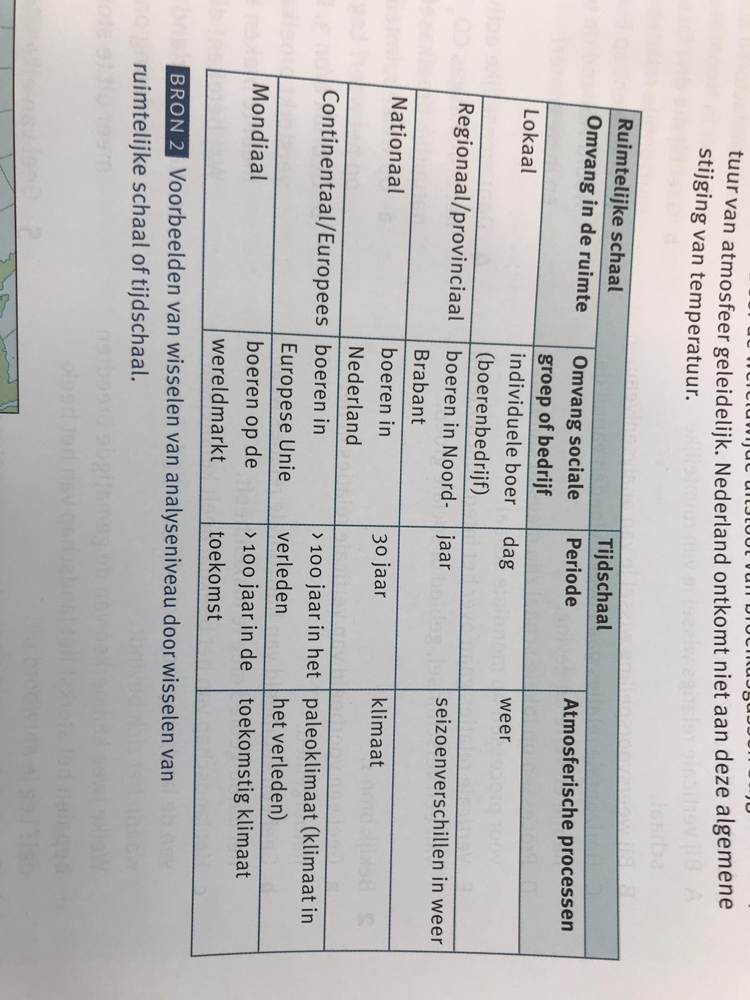 tuur van atmosfeer geleidelijk. Nederland ontkomt niet aan deze algemene
stijging van temperatuur.
Ruimtelijke schaal Tijdschaal
Omvang in de ruimte Omvang sociale groep of bedrijf Periode Atmosferische processen
Lokaal individuele boer (boerenbedrijf) dag weer
Regionaal/provinciaal boeren in Noord-Brabant jaar seizoenverschillen in weer
Nationaal boeren in Nederland 30 jaar klimaat
Continentaal/Europees boeren in Europese Unie >100 jaar in het verleden paleoklimaat (klimaat in het verleden)
Mondiaal boeren op de wereldmarkt >100 jaar in de toekomst toekomstig klimaat
BRON 2 Voorbeelden van wisselen van analyseniveau door wisselen van
ruimtelijke schaal of tijdschaal.